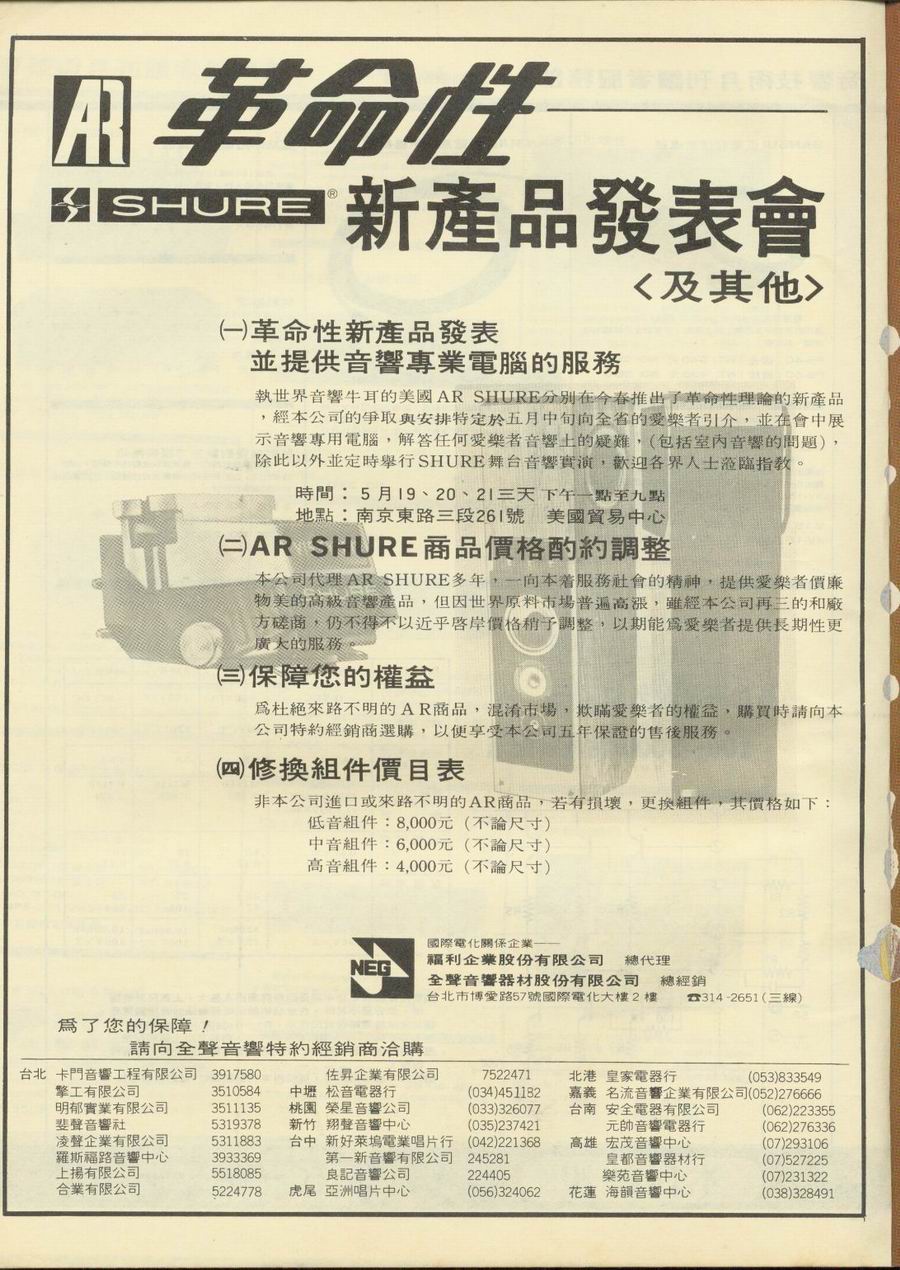 AR 革命性
SHURE® 新產品發表會
<及其他>
㈠革命性新產品發表
並提供音響專業電腦的服務
執世界音響牛耳的美國AR SHURE分別在今春推出了革命性理論的新產品
，經本公司的爭取與安排特定於五月中旬向全省的愛樂者引介，並在會中展
示音響專用電腦，解答任何愛樂者音響上的疑難，(包括室內音響的問題)，
除此以外並定時舉行SHURE舞台音響實演，歡迎各界人士蒞臨指教。
時間：5月19、20、21三天下午一點至九點
地點：南京東路三段261號　美國貿易中心
㈡AR SHURE商品價格酌約調整
本公司代理AR SHURE多年，一向本着服務社會的精神，提供愛樂者價廉
物美的高級音響產品，但因世界原料市場普遍高漲，雖經本公司再三的和廠
方磋商，仍不得不以近乎啓岸價格稍予調整，以期能爲愛樂者提供長期性更
廣大的服務。
㈢保障您的權益
爲杜絕來路不明的AR商品，混淆市場，欺瞞愛樂者的權益，購買時請向本
公司特約經銷商選購，以便享受本公司五年保證的售後服務。
㈣修換組件價目表
非本公司進口或來路不明的AR商品，若有損壞，更換組件，其價格如下：
低音組件：8,000元（不論尺寸）
中音組件：6,000元（不論尺寸）
高音組件：4,000元（不論尺寸）
NEG
國際電化關係企業——
福利企業股份有限公司　總代理
全聲音響器材股份有限公司　總經銷
台北市博愛路57號國際電化大樓2樓　☎314-2651(三線)
爲了您的保障！
請向全聲音響特約經銷商洽購
台北 卡門音響工程有限公司 3917580
擎工有限公司 3510584
明郁實業有限公司 3511135
斐聲音響社 5319378
凌聲企業有限公司 5311883
羅斯福路音響中心 3933369
上揚有限公司 5518085
合業有限公司 5224778
佐昇企業有限公司 7522471
中壢 松音電器行 (034)451182
桃園 榮星音響公司 (033)326077
新竹 翔聲音響中心 (035)237421
台中 新好萊塢電業唱片行 (042)221368
第一新音響有限公司 245281
良記音響公司 224405
虎尾 亞洲唱片中心 (056)324062
北港 皇家電器行 (053)833549
嘉義 名流音響企業有限公司(052)276666
台南 安全電器有限公司 (062)223355
元帥音響電器行 (062)276336
高雄 宏茂音響中心 (07)293106
皇都音響器材行 (07)527225
樂苑音響中心 (07)231322
花蓮 海韻音響中心 (038)328491